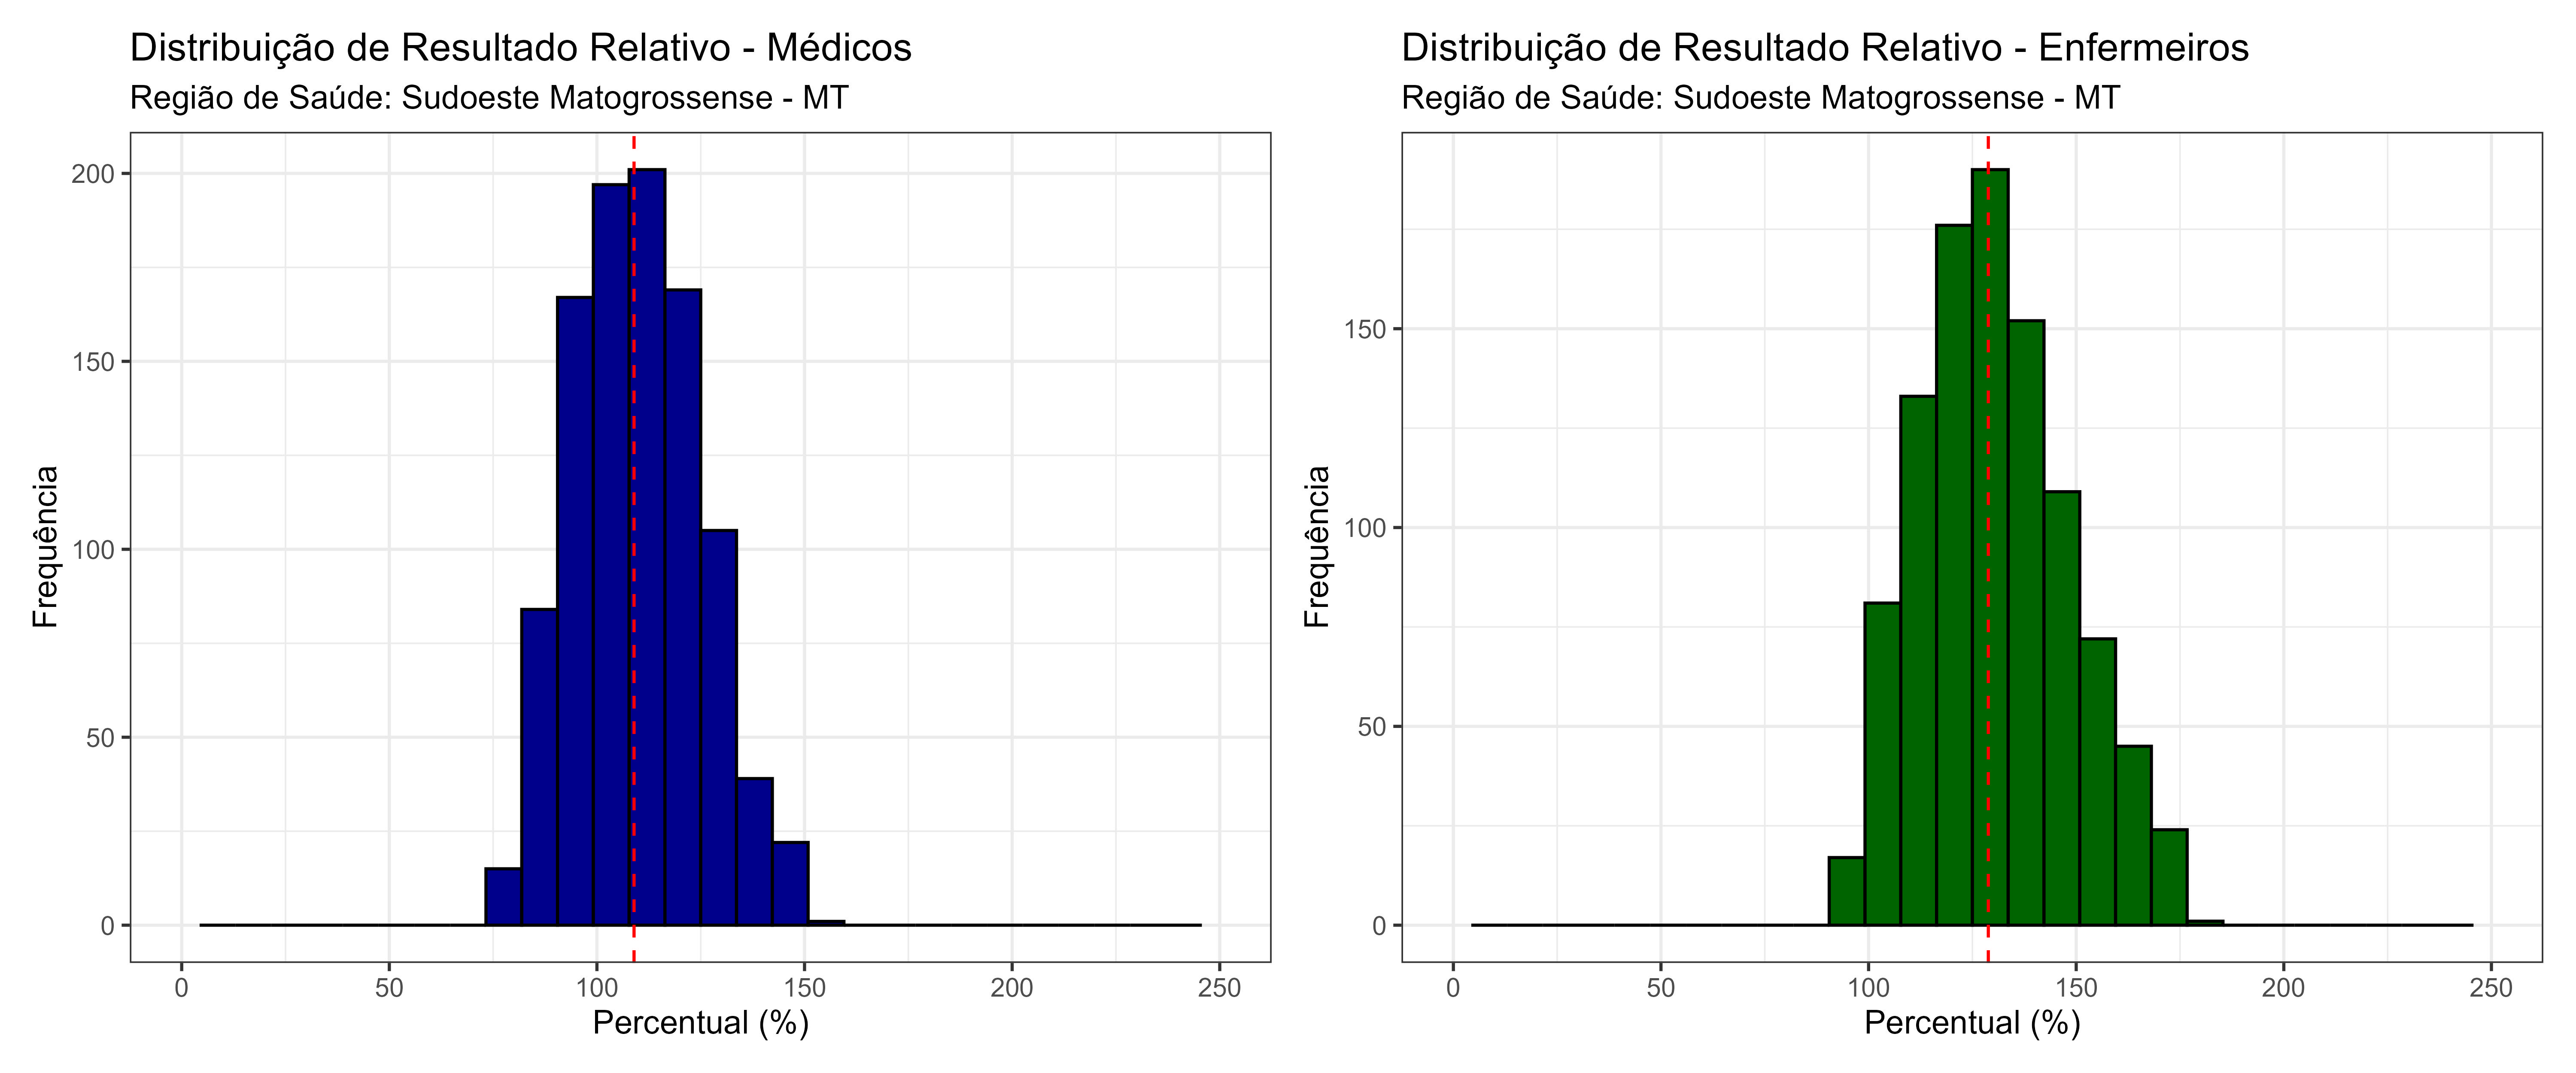 Distribuição de Resultado Relativo - Médicos
Região de Saúde: Sudoeste Matogrossense - MT
Frequência
200
150
100
50
0
0 50 100 150 200 250
Percentual (%)
Distribuição de Resultado Relativo - Enfermeiros
Região de Saúde: Sudoeste Matogrossense - MT
Frequência
150
100
50
0
0 50 100 150 200 250
Percentual (%)